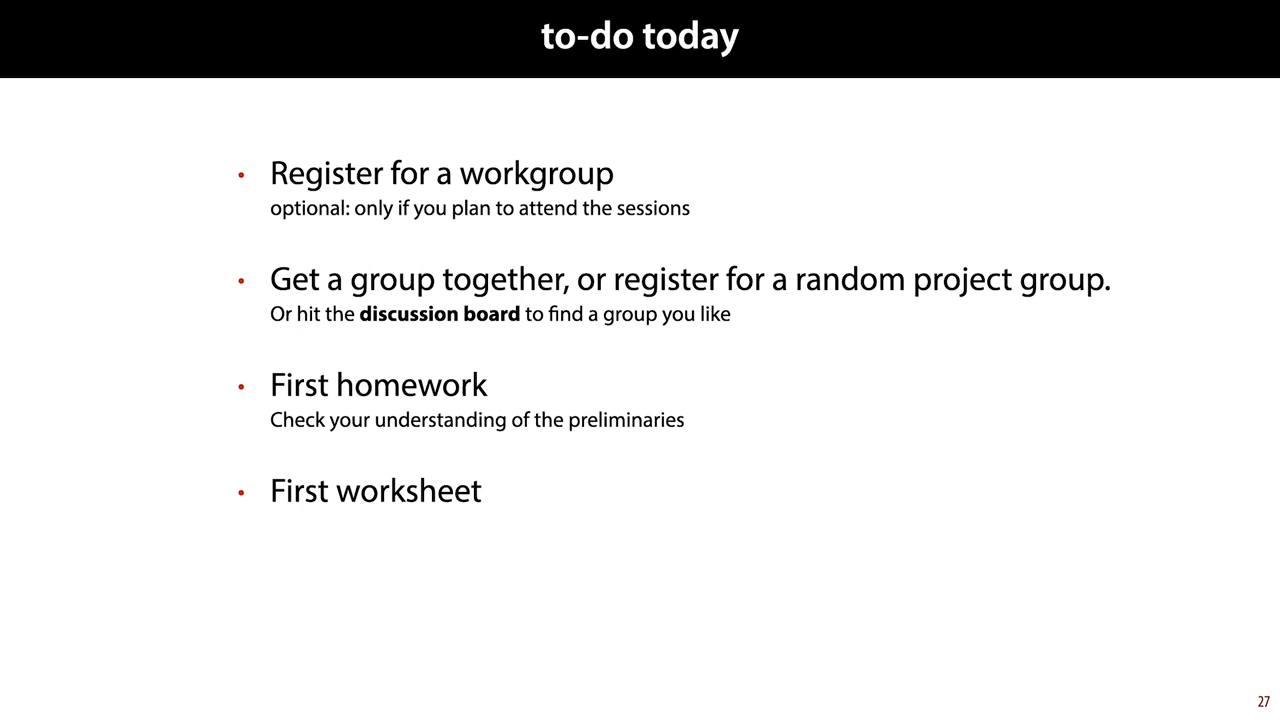 to-do today
• Register for a workgroup
optional: only if you plan to attend the sessions
• Get a group together, or register for a random project group.
Or hit the discussion board to find a group you like
• First homework
Check your understanding of the preliminaries
• First worksheet
27